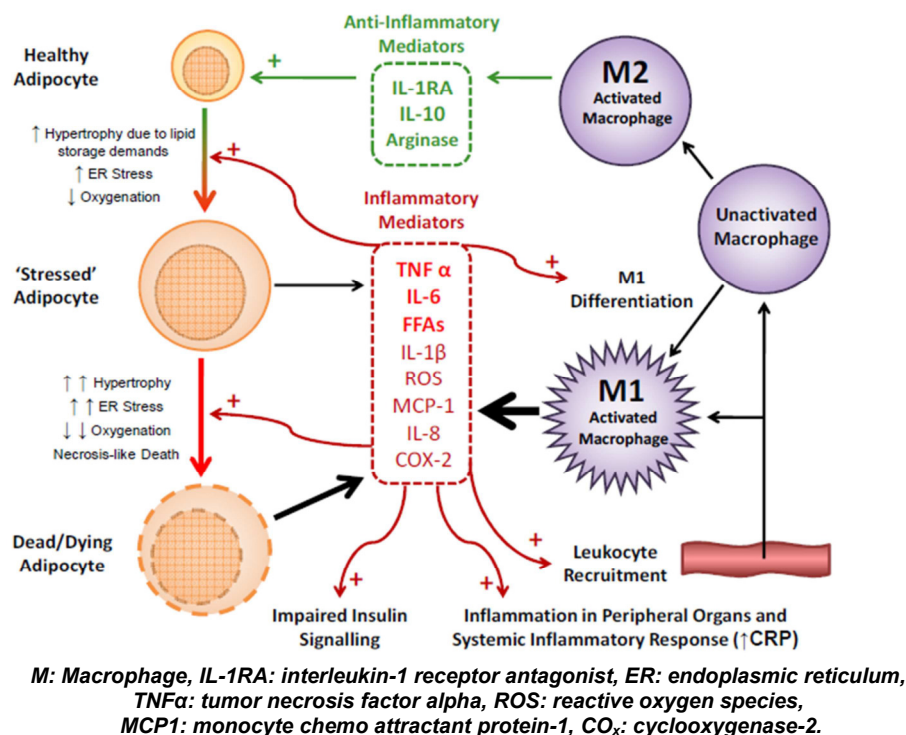 Healthy
Adipocyte
Anti-Inflammatory
Mediators
+
IL-1RA
IL-10
Arginase
M2
Activated
Macrophage
↑ Hypertrophy due to lipid
storage demands
↑ ER Stress
↓ Oxygenation
+
Inflammatory
Mediators
Unactivated
Macrophage
'Stressed'
Adipocyte
TNF α
IL-6
FFAs
IL-1β
ROS
MCP-1
IL-8
COX-2
+
M1
Differentiation
↑ ↑ Hypertrophy
↑ ↑ ER Stress
↓ ↓ Oxygenation
Necrosis-like Death
+
M1
Activated
Macrophage
Dead/Dying
Adipocyte
+
Leukocyte
Recruitment
+
Impaired Insulin
Signalling
+
Inflammation in Peripheral Organs and
Systemic Inflammatory Response (↑CRP)
M: Macrophage, IL-1RA: interleukin-1 receptor antagonist, ER: endoplasmic reticulum,
TNFα: tumor necrosis factor alpha, ROS: reactive oxygen species,
MCP1: monocyte chemo attractant protein-1, COₓ: cyclooxygenase-2.